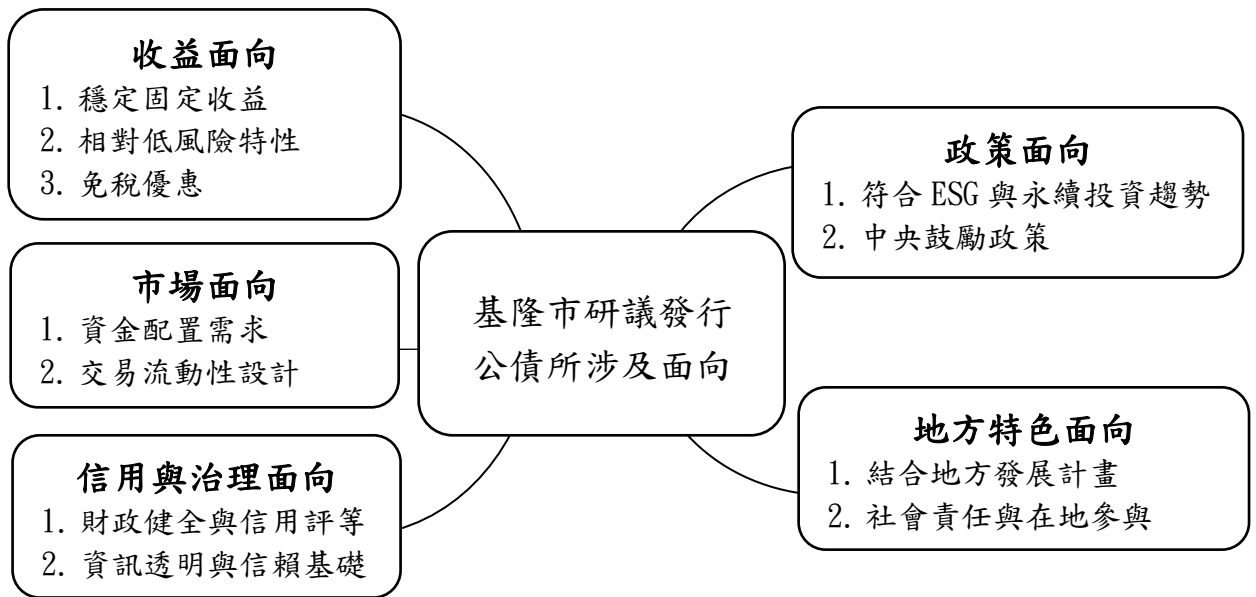 收益面向
1. 穩定固定收益
2. 相對低風險特性
3. 免稅優惠
市場面向
1. 資金配置需求
2. 交易流動性設計
信用與治理面向
1. 財政健全與信用評等
2. 資訊透明與信賴基礎
基隆市研議發行
公債所涉及面向
政策面向
1. 符合 ESG 與永續投資趨勢
2. 中央鼓勵政策
地方特色面向
1. 結合地方發展計畫
2. 社會責任與在地參與